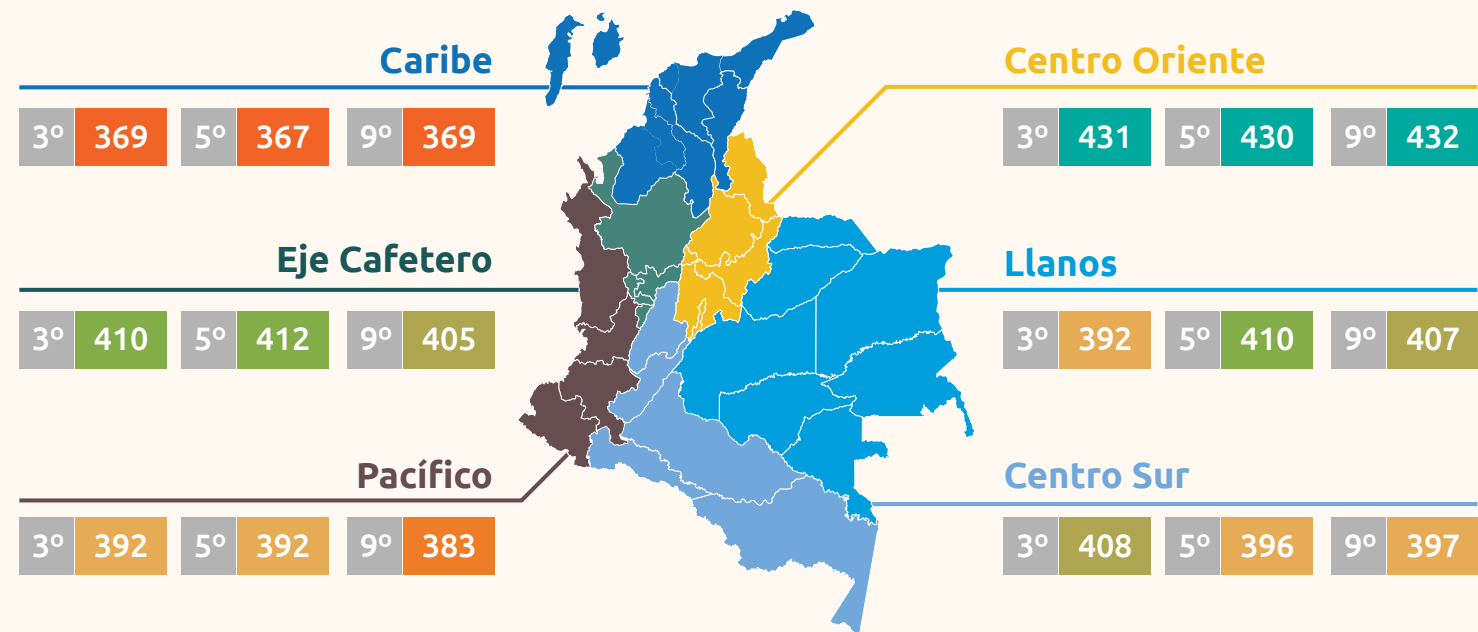 Caribe
3º 369 5º 367 9º 369
Centro Oriente
3º 431 5º 430 9º 432
Eje Cafetero
3º 410 5º 412 9º 405
Llanos
3º 392 5º 410 9º 407
Pacífico
3º 392 5º 392 9º 383
Centro Sur
3º 408 5º 396 9º 397